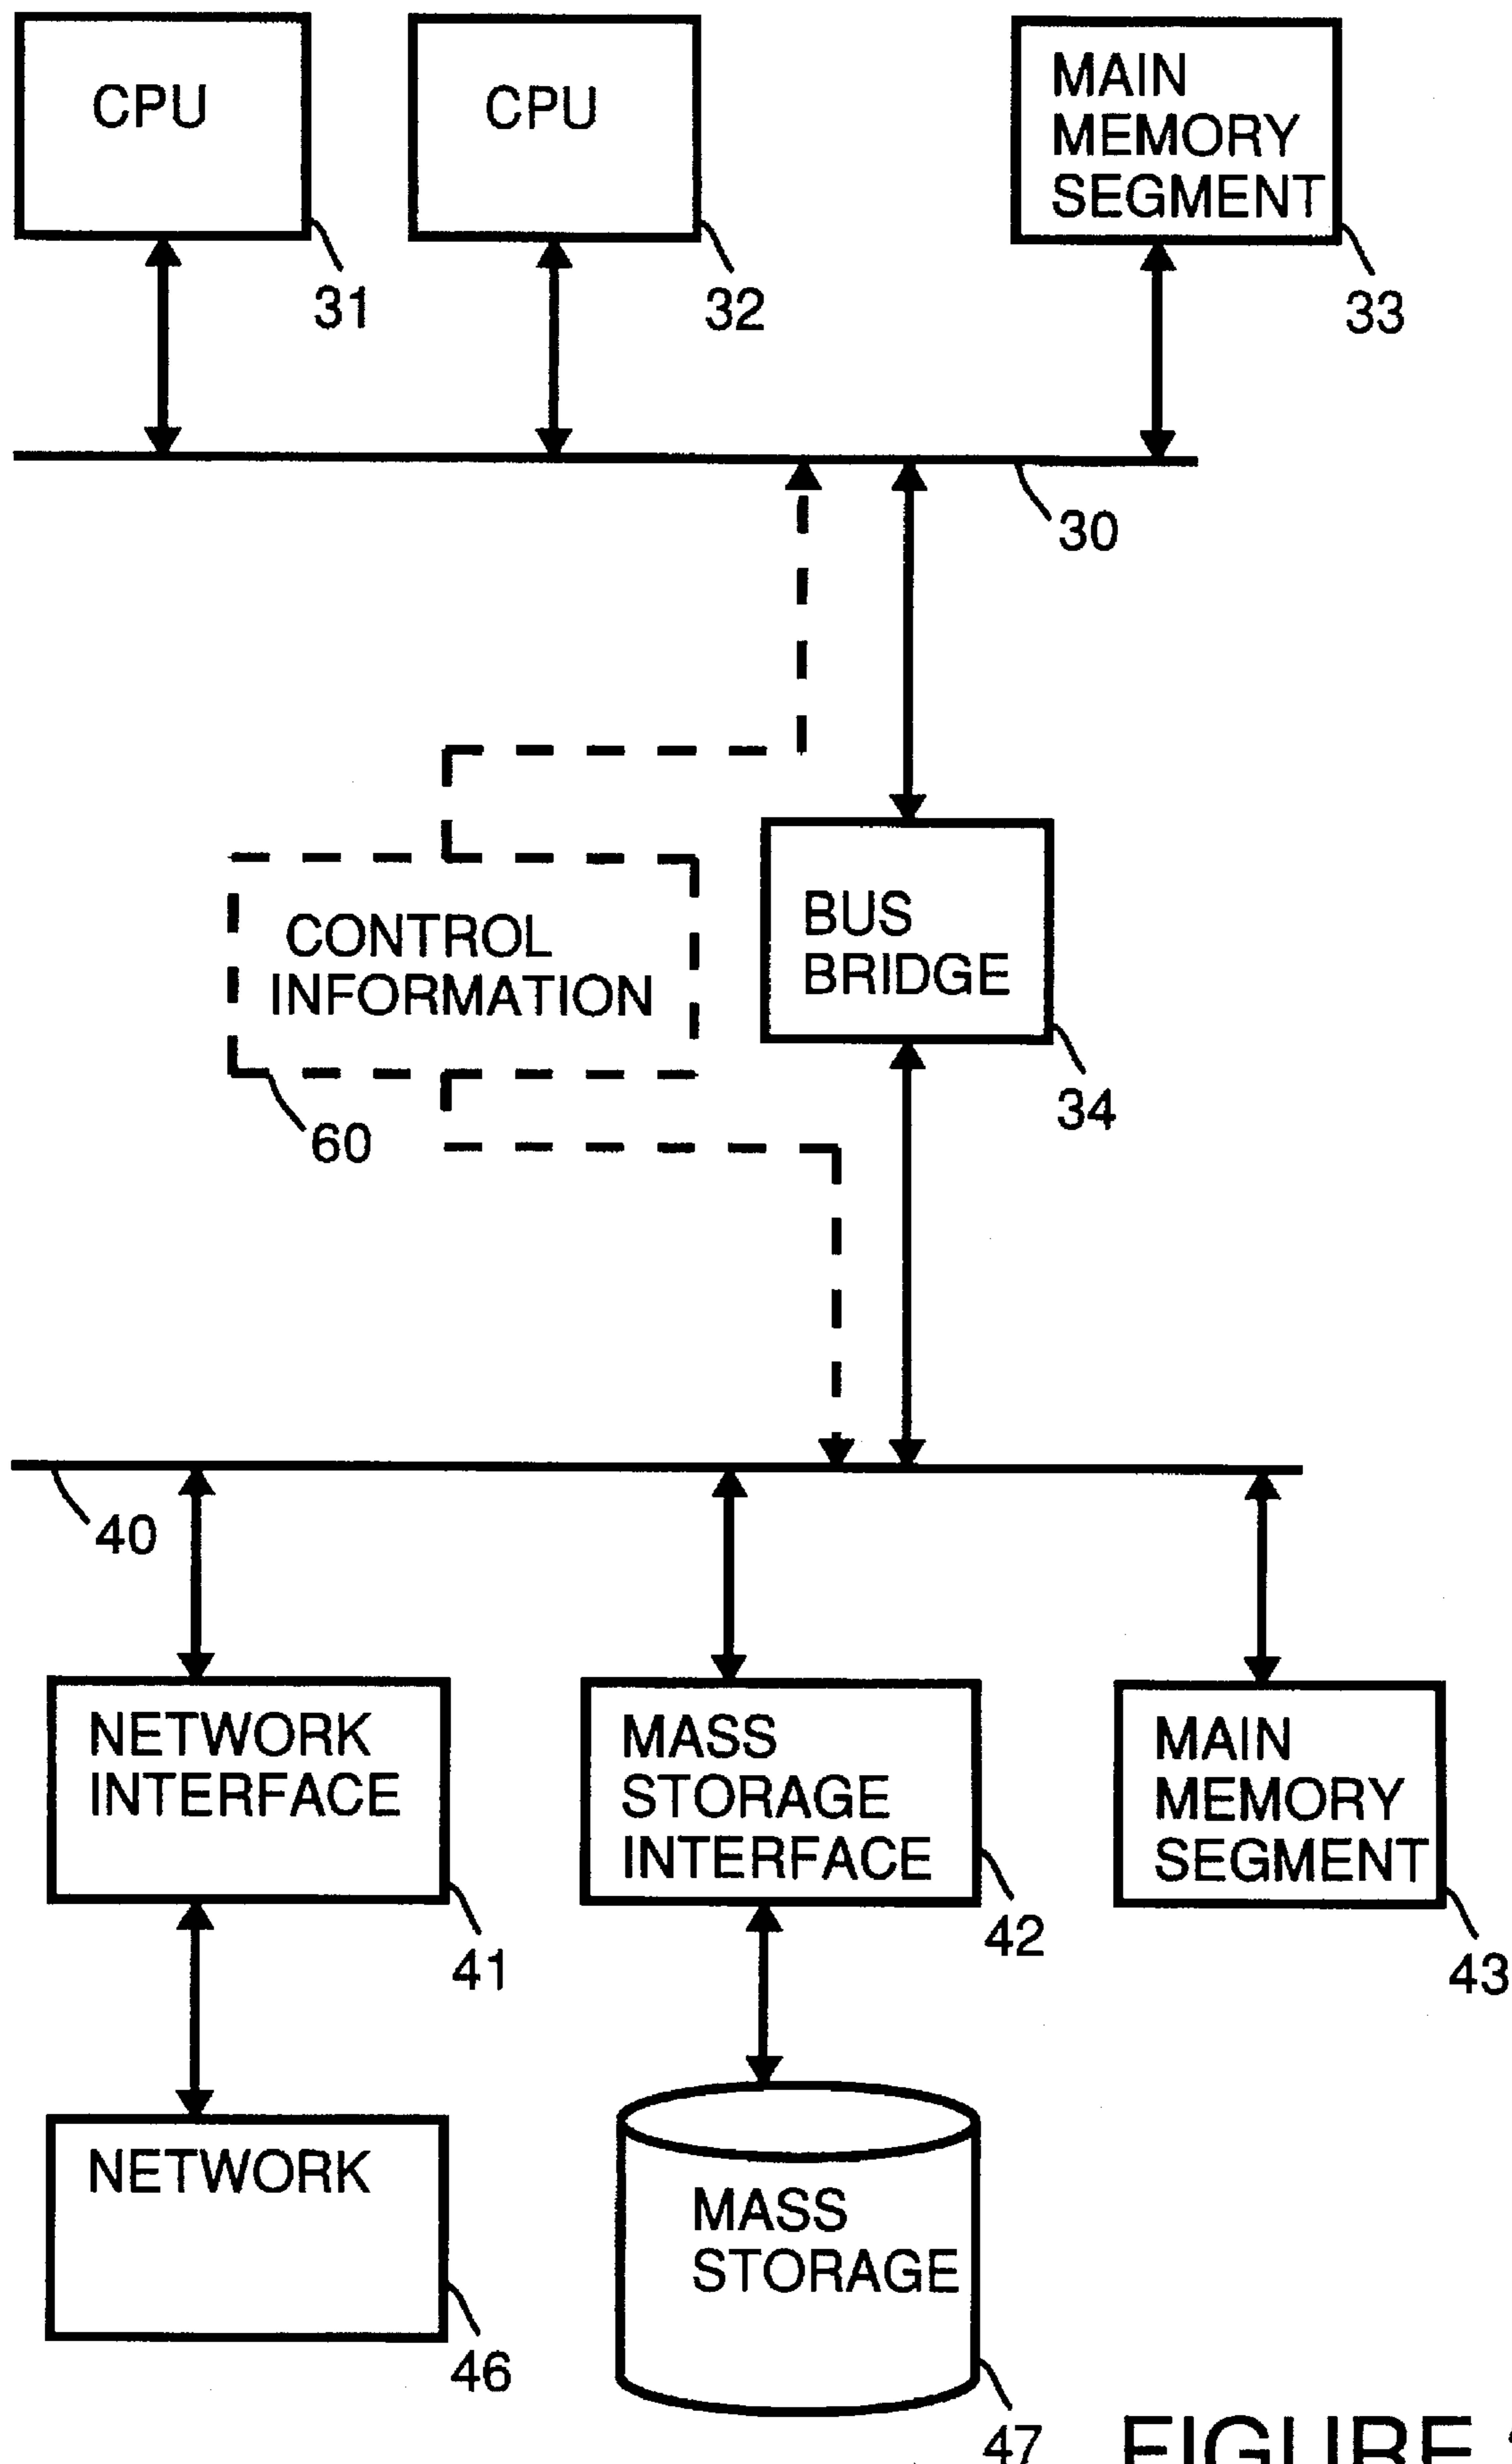 CPU
CPU
MAIN
MEMORY
SEGMENT
31
32
33
30
CONTROL
INFORMATION
BUS
BRIDGE
34
60
40
NETWORK
INTERFACE
MASS
STORAGE
INTERFACE
MAIN
MEMORY
SEGMENT
41
42
43
NETWORK
MASS
STORAGE
46
47
FIGURE